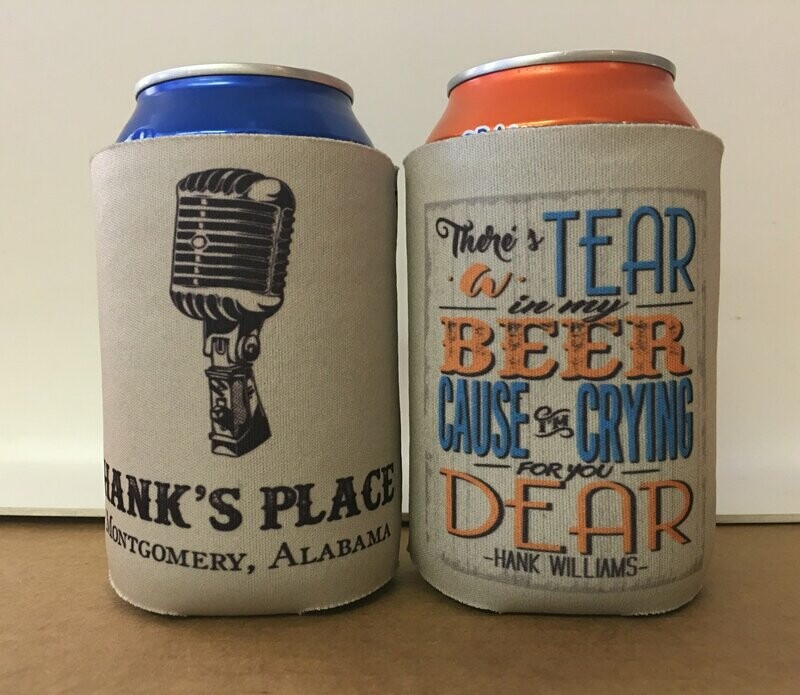 HANK'S PLACE
MONTGOMERY, ALABAMA
There's TEAR
a
in my
BEER
CAUSE I'M CRYING
FOR YOU
DEAR
-HANK WILLIAMS-